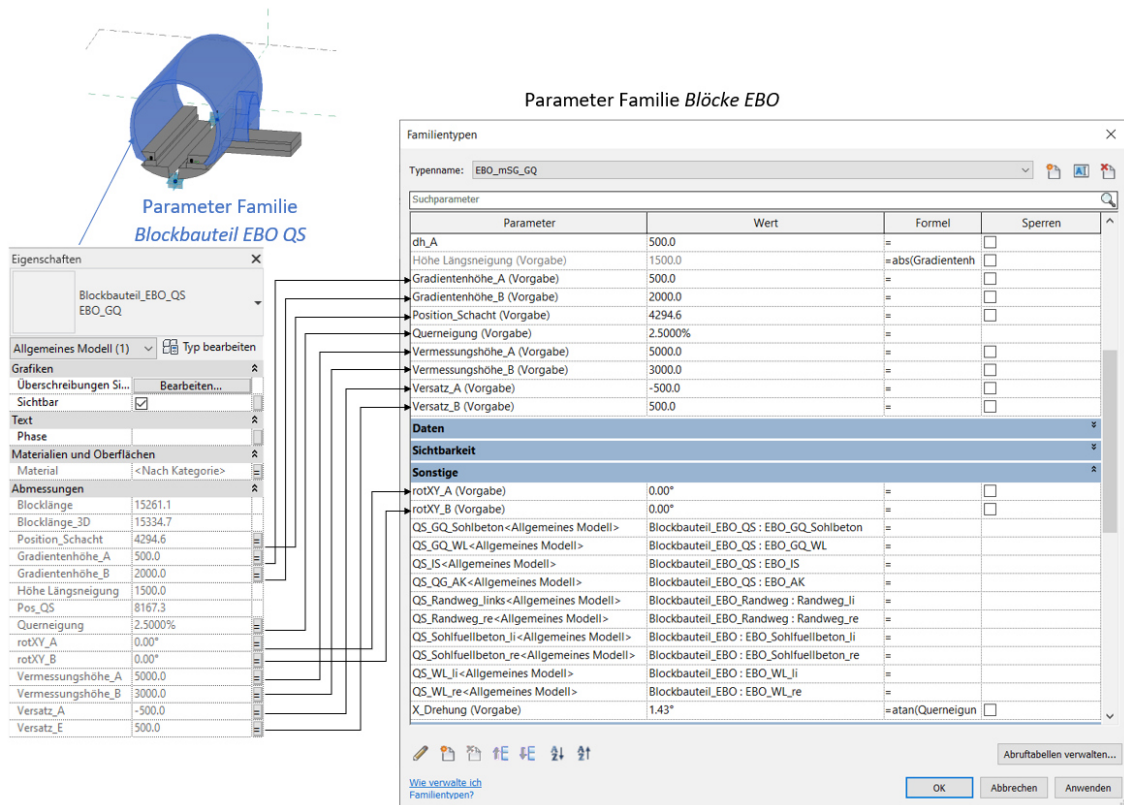 Parameter Familie Blöcke EBO
Parameter Familie
Blockbauteil EBO QS
Eigenschaften
Blockbauteil_EBO_QS
EBO_GQ
Allgemeines Modell (1) Typ bearbeiten
Grafiken
Überschreibungen Si... Bearbeiten...
Sichtbar
Text
Phase
Materialien und Oberflächen
Material <Nach Kategorie> =
Abmessungen
Blocklänge 15261.1
Blocklänge_3D 15334.7
Position_Schacht 4294.6 =
Gradientenhöhe_A 500.0 =
Gradientenhöhe_B 2000.0 =
Höhe Längsneigung 1500.0
Pos_QS 8167.3
Querneigung 2.5000% =
rotXY_A 0.00° =
rotXY_B 0.00° =
Vermessungshöhe_A 5000.0 =
Vermessungshöhe_B 3000.0 =
Versatz_A -500.0 =
Versatz_E 500.0 =
Familientypen
Typenname: EBO_mSG_GQ
Suchparameter
Parameter Wert Formel Sperren
dh_A 500.0 =
Höhe Längsneigung (Vorgabe) 1500.0 =abs(Gradientenh
Gradientenhöhe_A (Vorgabe) 500.0 =
Gradientenhöhe_B (Vorgabe) 2000.0 =
Position_Schacht (Vorgabe) 4294.6 =
Querneigung (Vorgabe) 2.5000% =
Vermessungshöhe_A (Vorgabe) 5000.0 =
Vermessungshöhe_B (Vorgabe) 3000.0 =
Versatz_A (Vorgabe) -500.0 =
Versatz_B (Vorgabe) 500.0 =
Daten
Sichtbarkeit
Sonstige
rotXY_A (Vorgabe) 0.00° =
rotXY_B (Vorgabe) 0.00° =
QS_GQ_Sohlbeton<Allgemeines Modell> Blockbauteil_EBO_QS : EBO_GQ_Sohlbeton =
QS_GQ_WL<Allgemeines Modell> Blockbauteil_EBO_QS : EBO_GQ_WL =
QS_IS<Allgemeines Modell> Blockbauteil_EBO_QS : EBO_IS =
QS_QG_AK<Allgemeines Modell> Blockbauteil_EBO_QS : EBO_AK =
QS_Randweg_links<Allgemeines Modell> Blockbauteil_EBO_Randweg : Randweg_li =
QS_Randweg_re<Allgemeines Modell> Blockbauteil_EBO_Randweg : Randweg_re =
QS_Sohlfuellbeton_li<Allgemeines Modell> Blockbauteil_EBO : EBO_Sohlfuellbeton_li =
QS_Sohlfuellbeton_re<Allgemeines Modell> Blockbauteil_EBO : EBO_Sohlfuellbeton_re =
QS_WL_li<Allgemeines Modell> Blockbauteil_EBO : EBO_WL_li =
QS_WL_re<Allgemeines Modell> Blockbauteil_EBO : EBO_WL_re =
X_Drehung (Vorgabe) 1.43° =atan(Querneigun
Abruftabellen verwalten...
Wie verwalte ich
Familientypen?
OK Abbrechen Anwenden